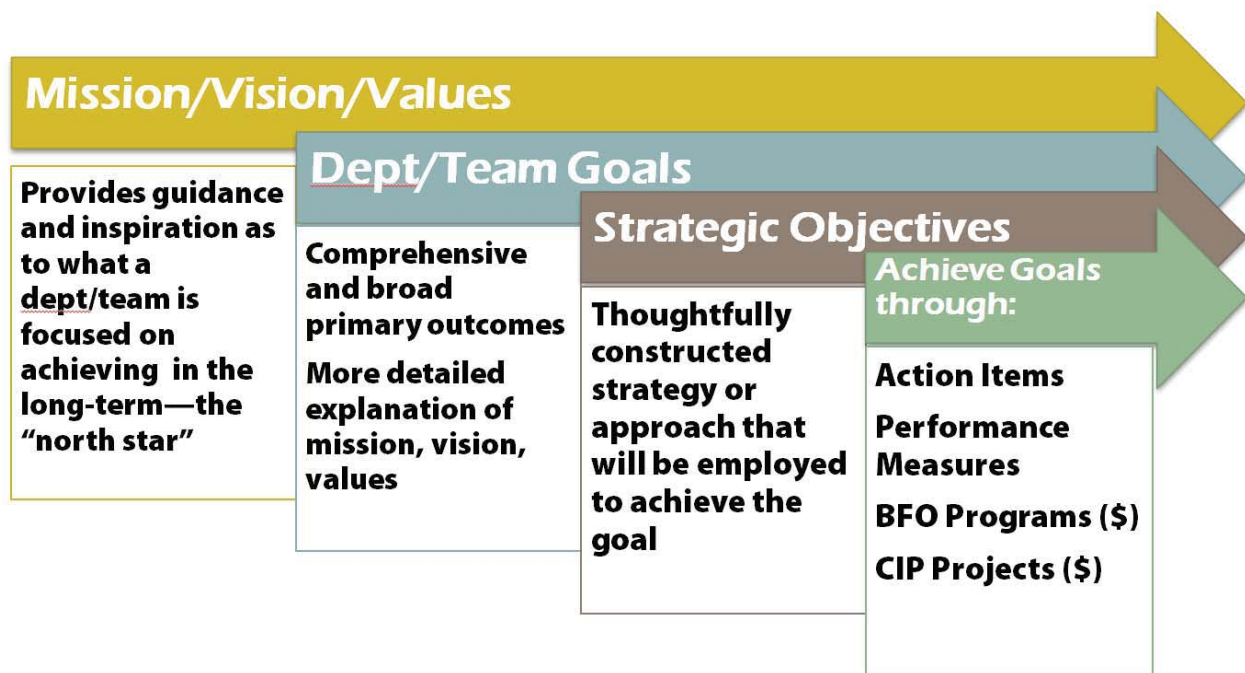 Mission/Vision/Values
Provides guidance
and inspiration as
to what a
dept/team is
focused on
achieving in the
long-term—the
“north star”
Dept/Team Goals
Comprehensive
and broad
primary outcomes
More detailed
explanation of
mission, vision,
values
Strategic Objectives
Thoughtfully
constructed
strategy or
approach that
will be employed
to achieve the
goal
Achieve Goals
through:
Action Items
Performance
Measures
BFO Programs ($)
CIP Projects ($)